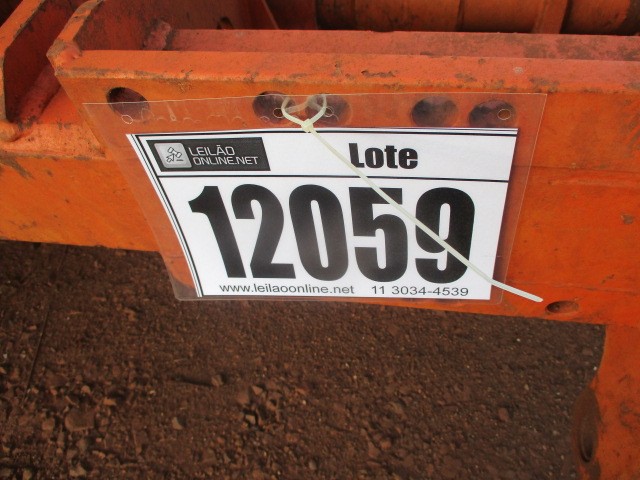 LEILÃO
ONLINE.NET
Lote
12059
www.leilaoonline.net 11 3034-4539